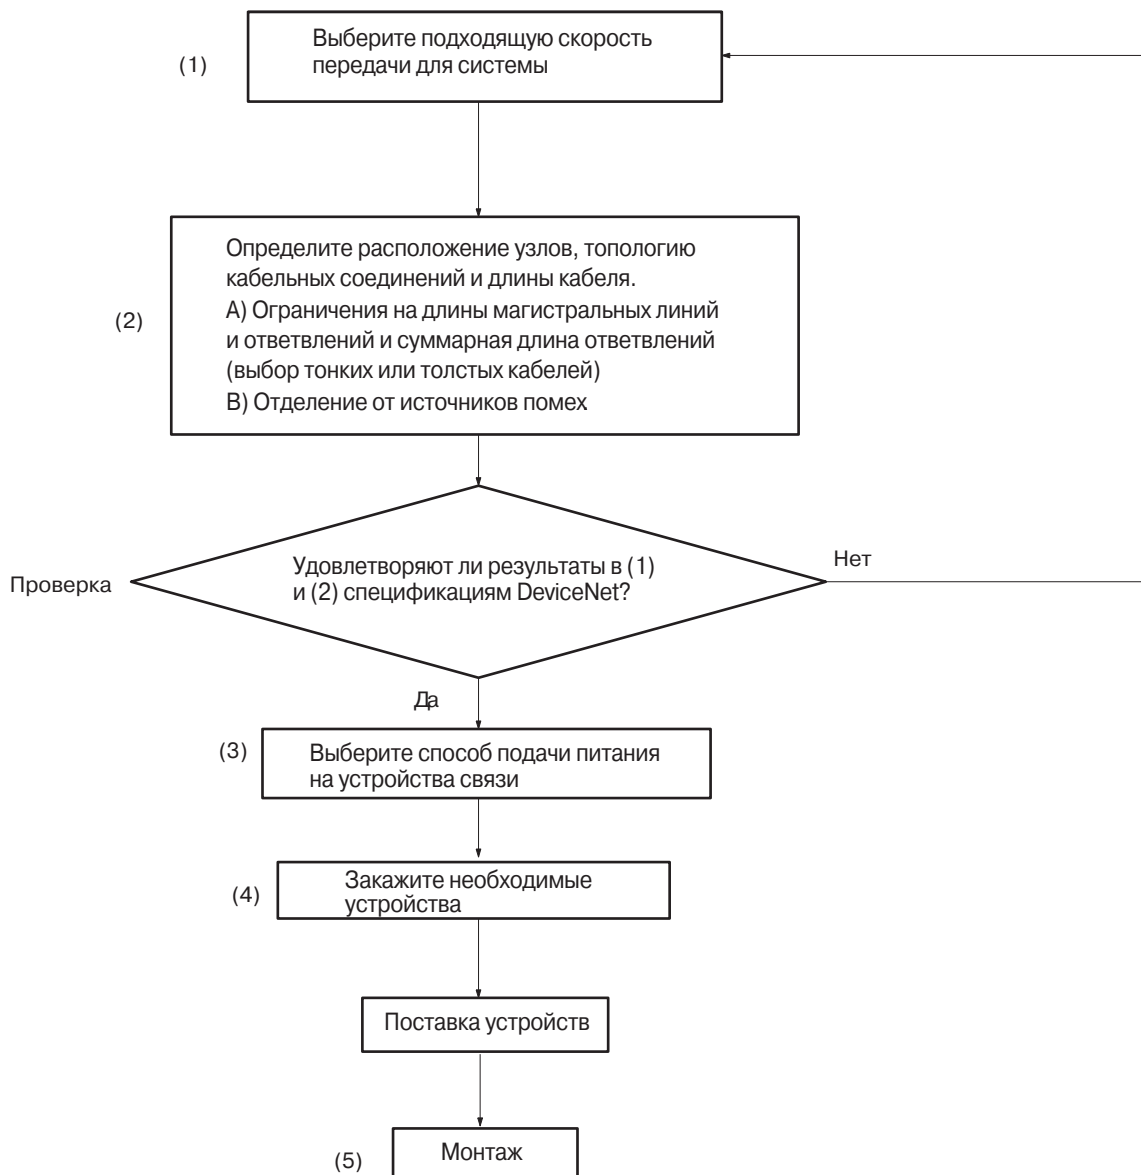 (1)
Выберите подходящую скорость
передачи для системы
(2)
Определите расположение узлов, топологию
кабельных соединений и длины кабеля.
A) Ограничения на длины магистральных линий
и ответвлений и суммарная длина ответвлений
(выбор тонких или толстых кабелей)
B) Отделение от источников помех
Проверка
Удовлетворяют ли результаты в (1)
и (2) спецификациям DeviceNet?
Нет
Да
(3)
Выберите способ подачи питания
на устройства связи
(4)
Закажите необходимые
устройства
Поставка устройств
(5)
Монтаж